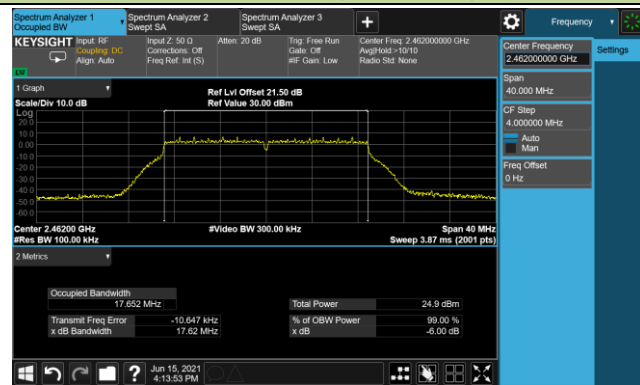 Spectrum Analyzer 1
Occupied BW
Spectrum Analyzer 2
Swept SA
Spectrum Analyzer 3
Swept SA
+
Frequency
KEYSIGHT
Input: RF
Coupling: DC
Align: Auto
Input Z: 50 Ω
Corrections: Off
Freq Ref: Int (S)
Atten: 20 dB
Trig: Free Run
Gate: Off
#IF Gain: Low
Center Freq: 2.462000000 GHz
Avg|Hold:>10/10
Radio Std: None
Center Frequency
2.462000000 GHz
Settings
Span
40.000 MHz
CF Step
4.000000 MHz
Auto
Man
Freq Offset
0 Hz
1 Graph
Scale/Div 10.0 dB
Ref Lvl Offset 21.50 dB
Ref Value 30.00 dBm
Log
20.0
10.0
0.00
-10.0
-20.0
-30.0
-40.0
-50.0
-60.0
Center 2.46200 GHz
#Video BW 300.00 kHz
Span 40 MHz
#Res BW 100.00 kHz
Sweep 3.87 ms (2001 pts)
2 Metrics
Occupied Bandwidth
17.652 MHz
Total Power 24.9 dBm
Transmit Freq Error -10.647 kHz
% of OBW Power 99.00 %
x dB Bandwidth 17.62 MHz
x dB -6.00 dB
?
Jun 15, 2021
4:13:53 PM